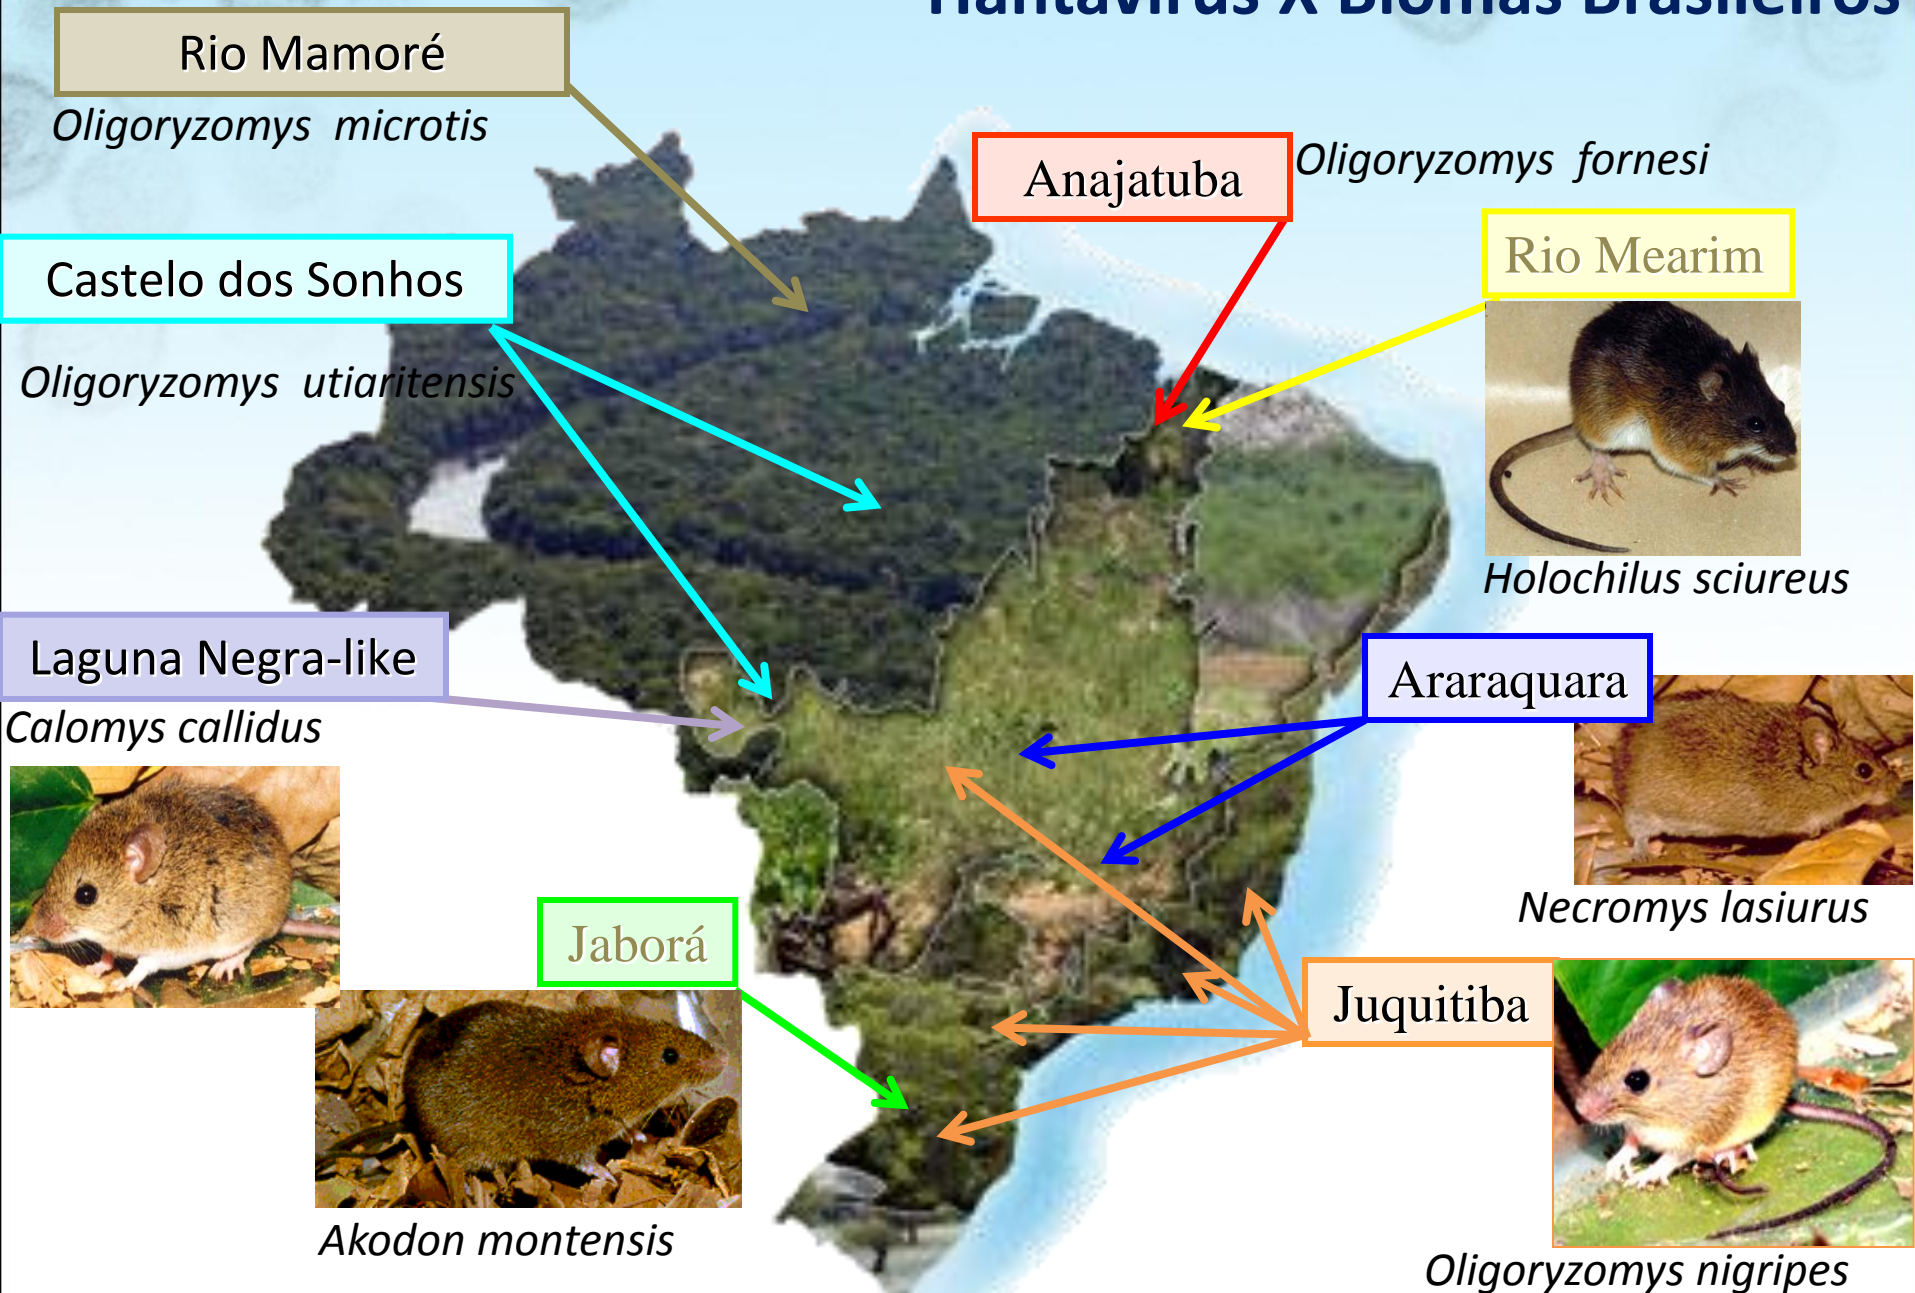 Hantavirus X Biomas Brasileiros
Rio Mamoré
Oligoryzomys microtis
Anajatuba
Oligoryzomys fornesi
Rio Mearim
Castelo dos Sonhos
Oligoryzomys utiaritensis
Holochilus sciureus
Laguna Negra-like
Calomys callidus
Araraquara
Necromys lasiurus
Jaborá
Juquitiba
Akodon montensis
Oligoryzomys nigripes